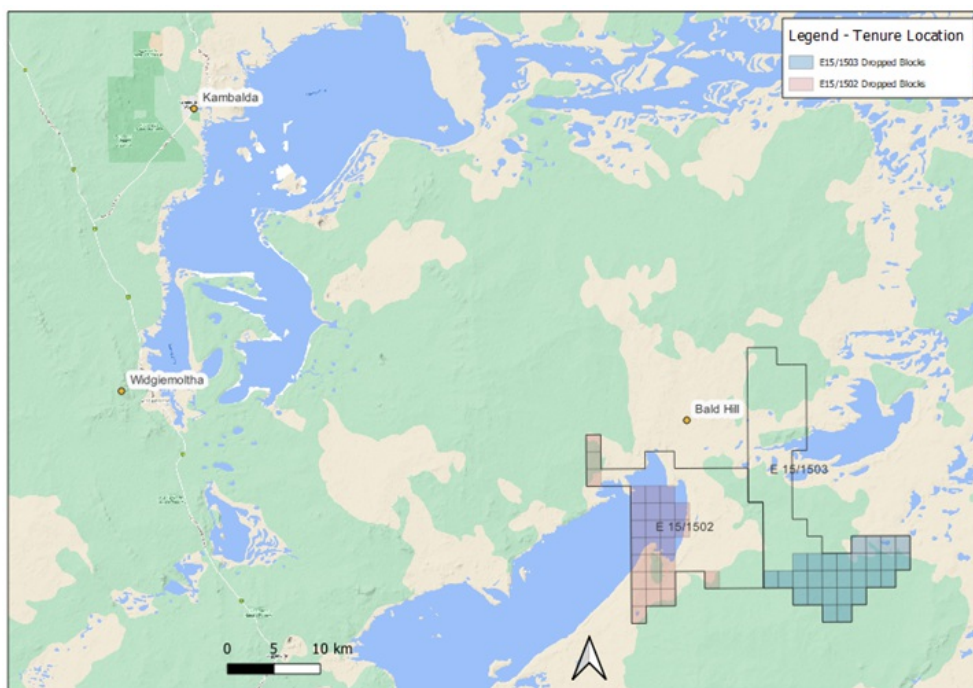 Legend - Tenure Location
E15/1503 Dropped Blocks
E15/1502 Dropped Blocks
Kambalda
Widgiemoltha
Bald Hill
E 15/1503
E 15/1502
0 5 10 km